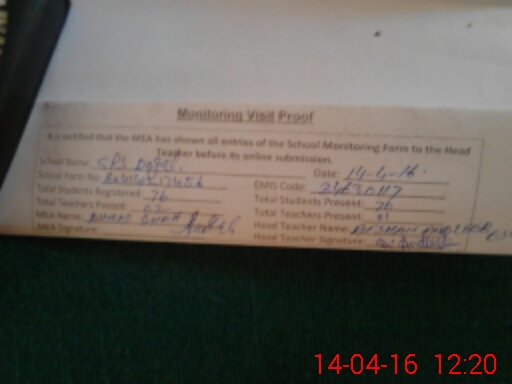 Monitoring Visit Proof
It is certified that the MEA has shown all entries of the School Monitoring Form to the Head
Teacher before its online submission.
School Name: GPS Date: 14-4-16
School Form No: EMIS Code:
Total Students Registered: 76 Total Students Present: 76
Total Teachers Posted: 02 Total Teachers Present: 01
MEA Name: Head Teacher Name:
MEA Signature: Head Teacher Signature:
14-04-16 12:20